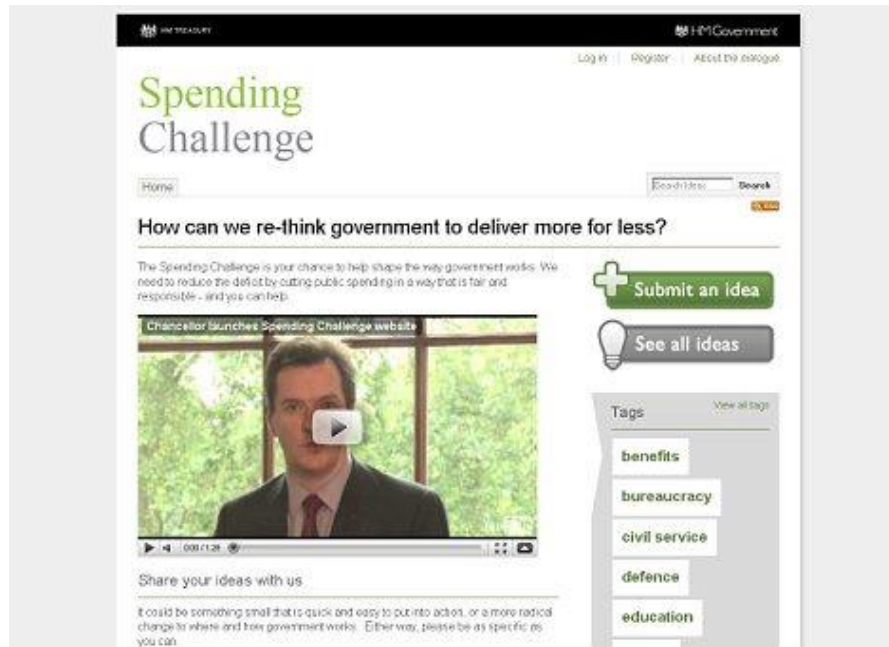 HM TREASURY
HM Government
Log in
Register
About the dialogue
Spending
Challenge
Home
Search Ideas
Search
How can we re-think government to deliver more for less?
The Spending Challenge is your chance to help shape the way government works. We
need to reduce the deficit by cutting public spending in a way that is fair and
responsible - and you can help.
Submit an idea
Chancellor launches Spending Challenge website
See all ideas
Tags
View all tags
benefits
bureaucracy
civil service
defence
education
Share your ideas with us
It could be something small that is quick and easy to put into action, or a more radical
change to where and how government works. Either way, please be as specific as
you can